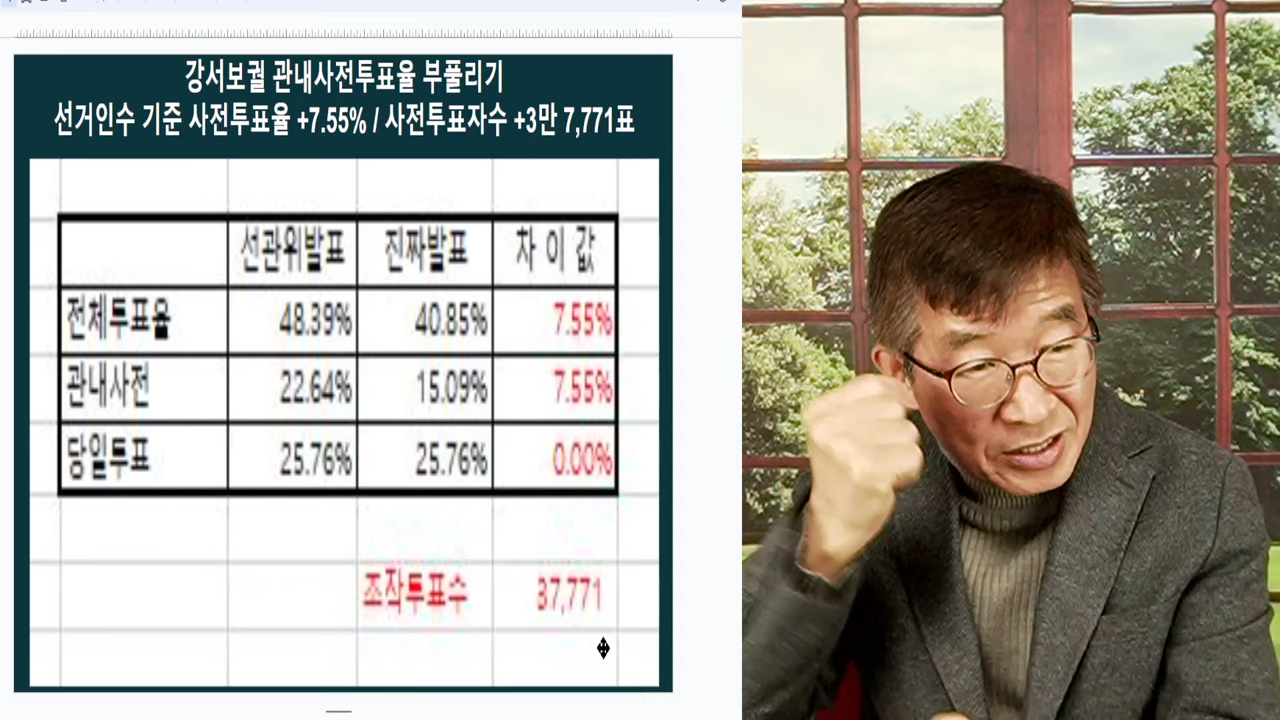 강서보궐 관내사전투표율 부풀리기
선거인수 기준 사전투표율 +7.55% / 사전투표자수 +3만 7,771표
선관위발표 진짜발표 차 이 값
전체투표율 48.39% 40.85% 7.55%
관내사전 22.64% 15.09% 7.55%
당일투표 25.76% 25.76% 0.00%
조작투표수 37,771